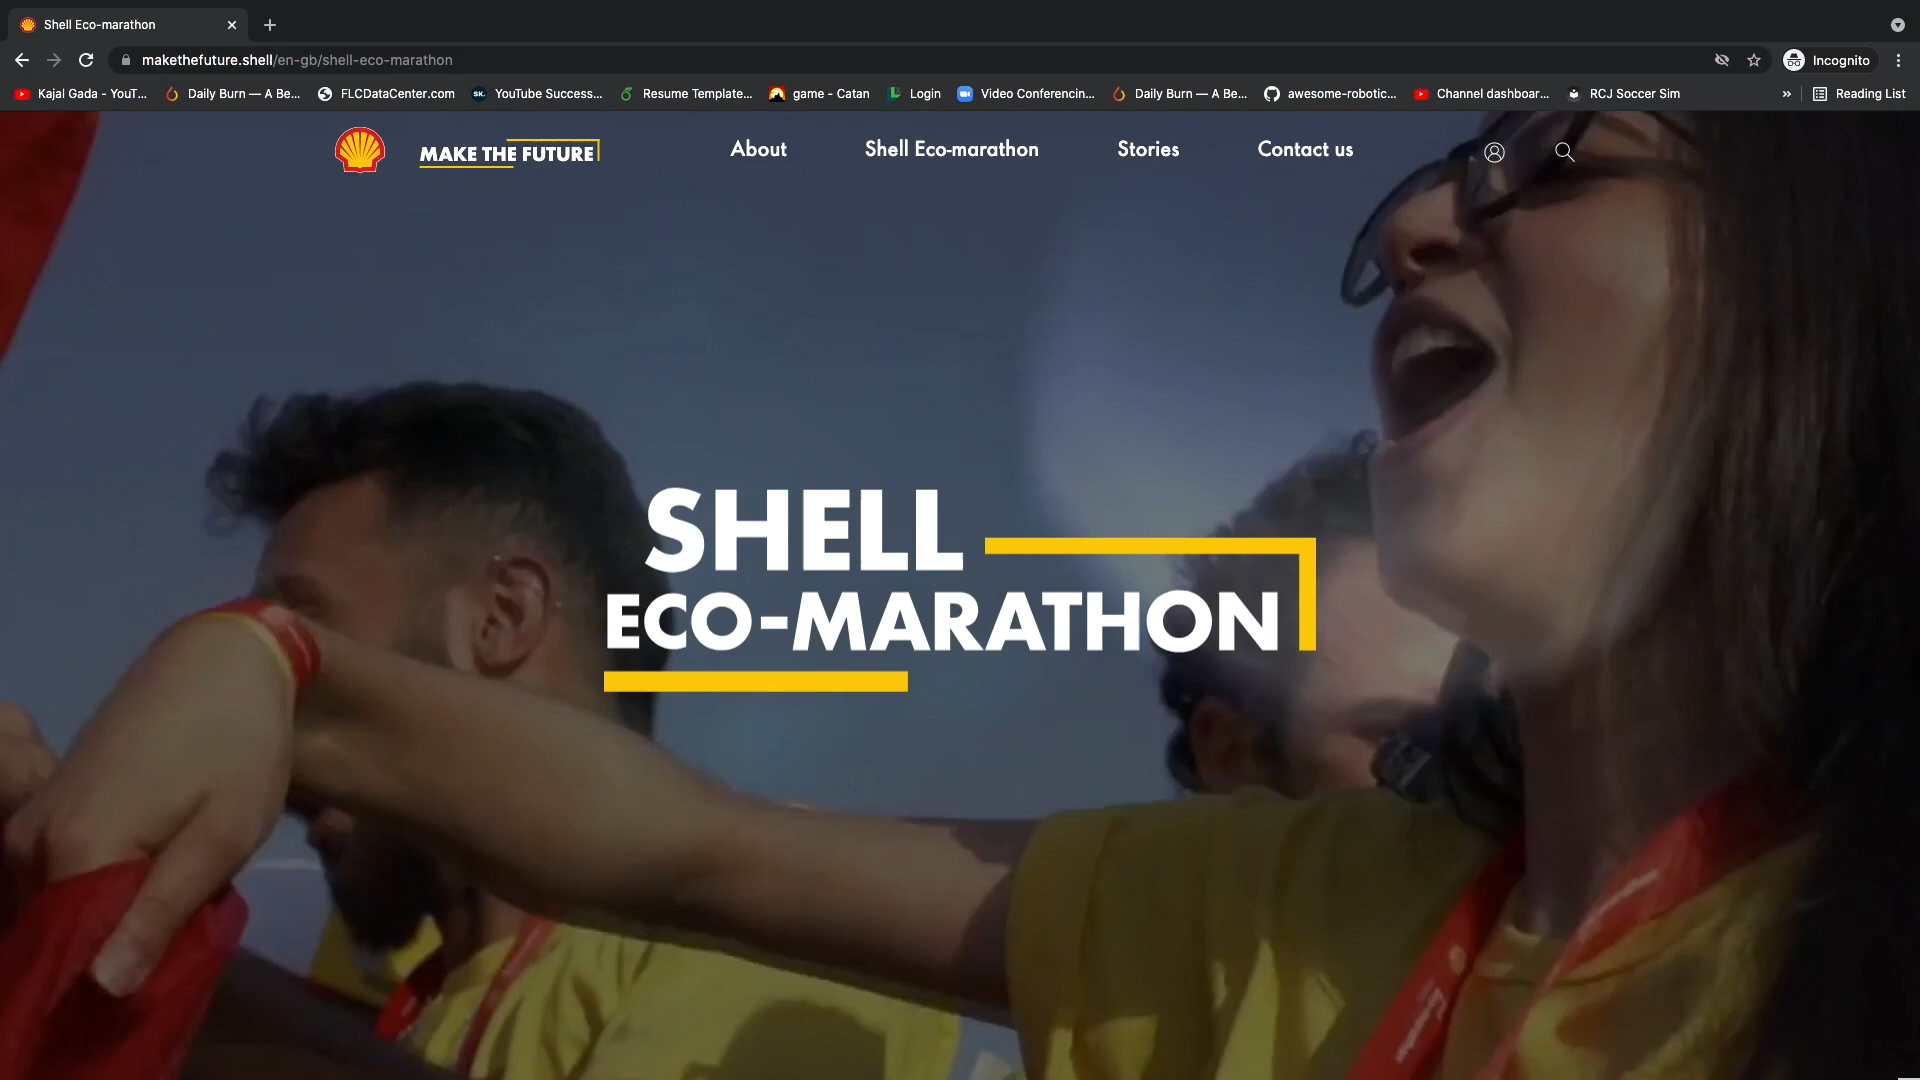 Shell Eco-marathon
makethefuture.shell/en-gb/shell-eco-marathon
Incognito
Kajal Gada - YouT...
Daily Burn — A Be...
FLCDataCenter.com
SK.
YouTube Success...
Resume Template...
game - Catan
Login
Video Conferencin...
Daily Burn — A Be...
awesome-robotic...
Channel dashboar...
RCJ Soccer Sim
»
Reading List
MAKE THE FUTURE
About
Shell Eco-marathon
Stories
Contact us
SHELL
ECO-MARATHON